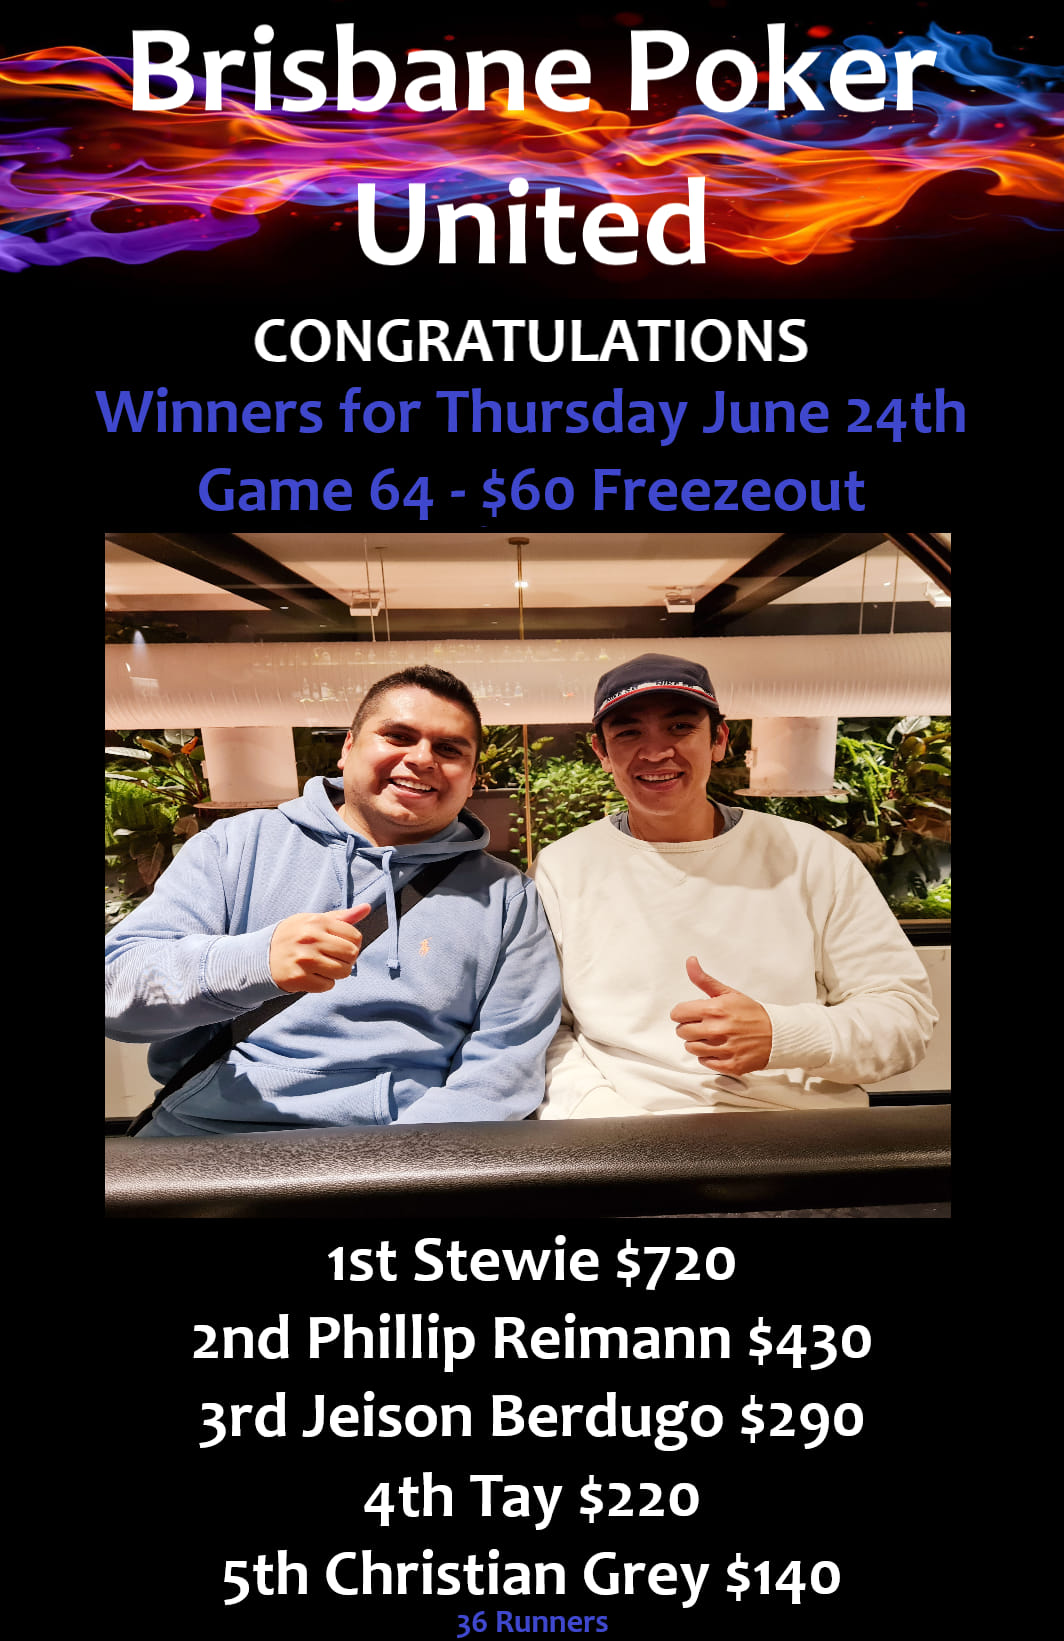 Brisbane Poker
United
CONGRATULATIONS
Winners for Thursday June 24th
Game 64 - $60 Freezeout
1st Stewie $720
2nd Phillip Reimann $430
3rd Jeison Berdugo $290
4th Tay $220
5th Christian Grey $140
36 Runners